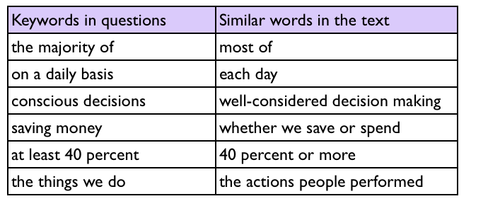 Keywords in questions Similar words in the text
the majority of most of
on a daily basis each day
conscious decisions well-considered decision making
saving money whether we save or spend
at least 40 percent 40 percent or more
the things we do the actions people performed